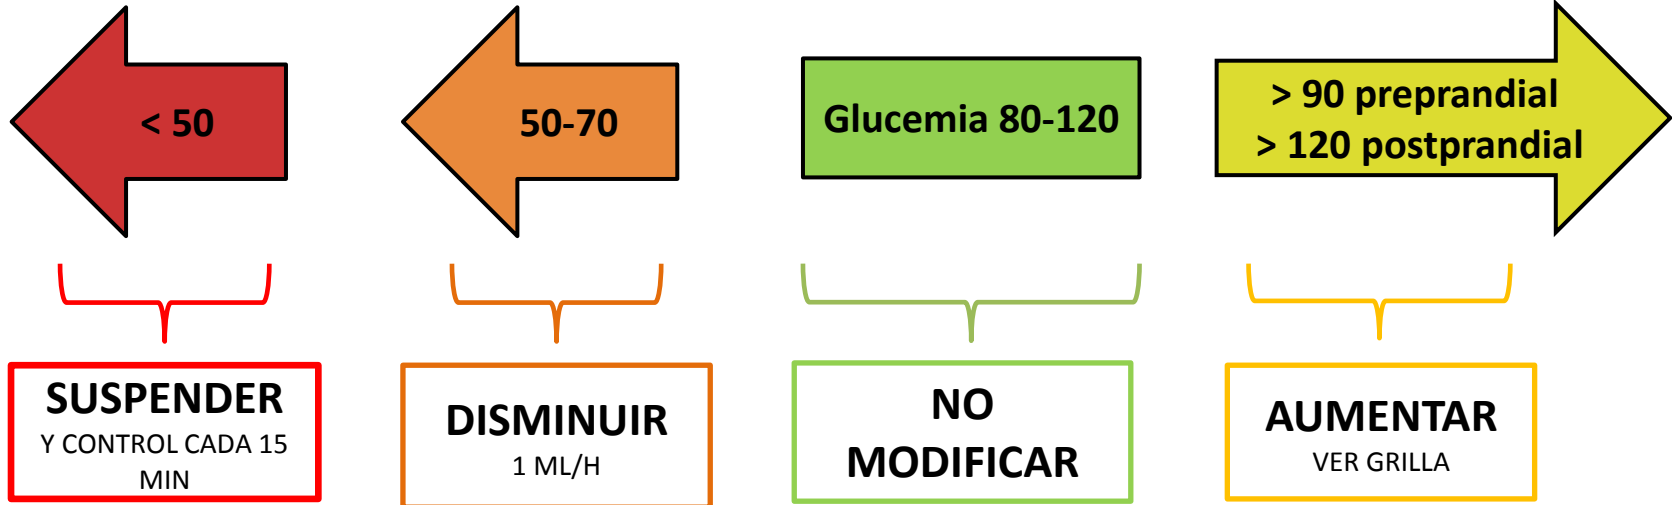 < 50
50-70
Glucemia 80-120
> 90 preprandial
> 120 postprandial
SUSPENDER
Y CONTROL CADA 15
MIN
DISMINUIR
1 ML/H
NO
MODIFICAR
AUMENTAR
VER GRILLA